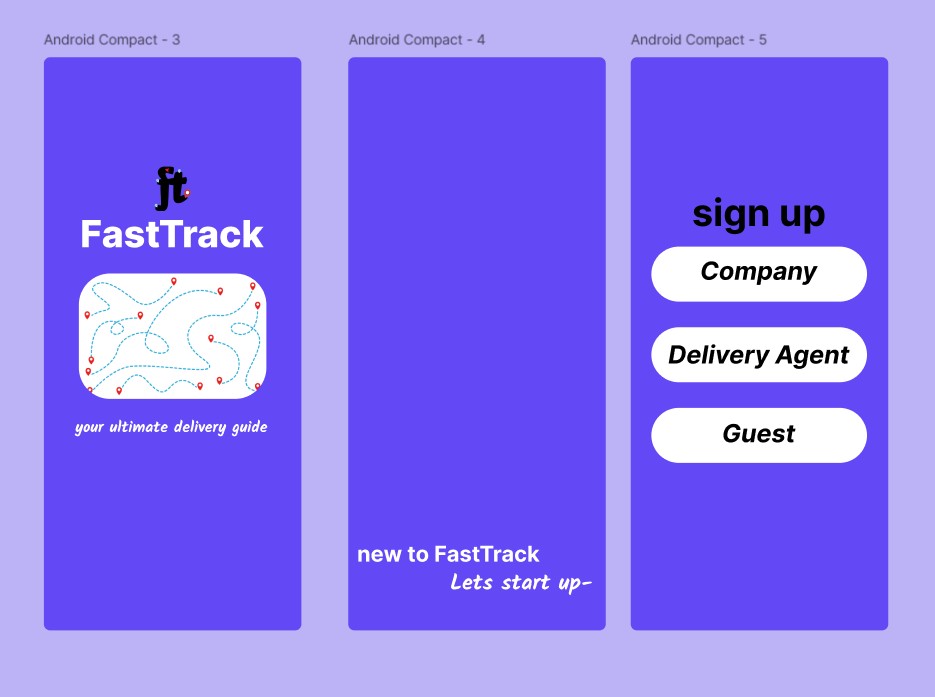 Android Compact - 3
Android Compact - 4
Android Compact - 5
ft
FastTrack
your ultimate delivery guide
new to FastTrack
Lets start up-
sign up
Company
Delivery Agent
Guest